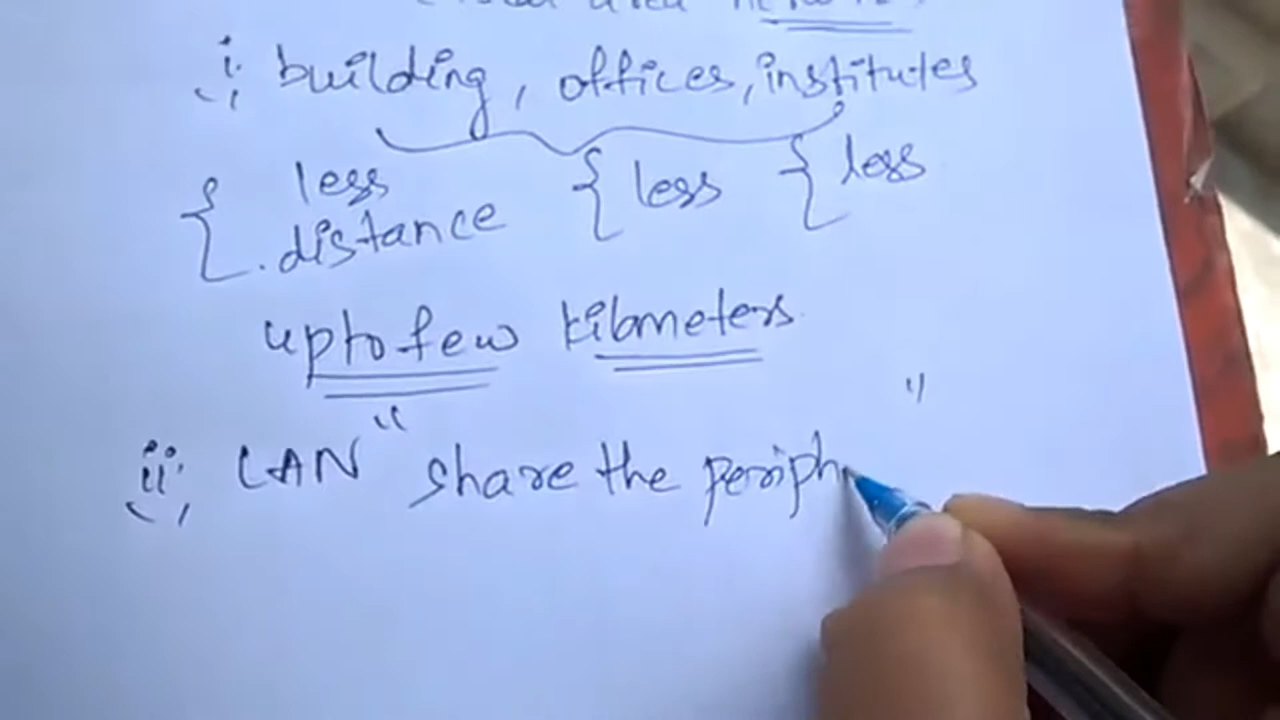 i. building, offices, institutes
{ less { less { less
distance
upto few kilometers
" "
ii. LAN share the periph